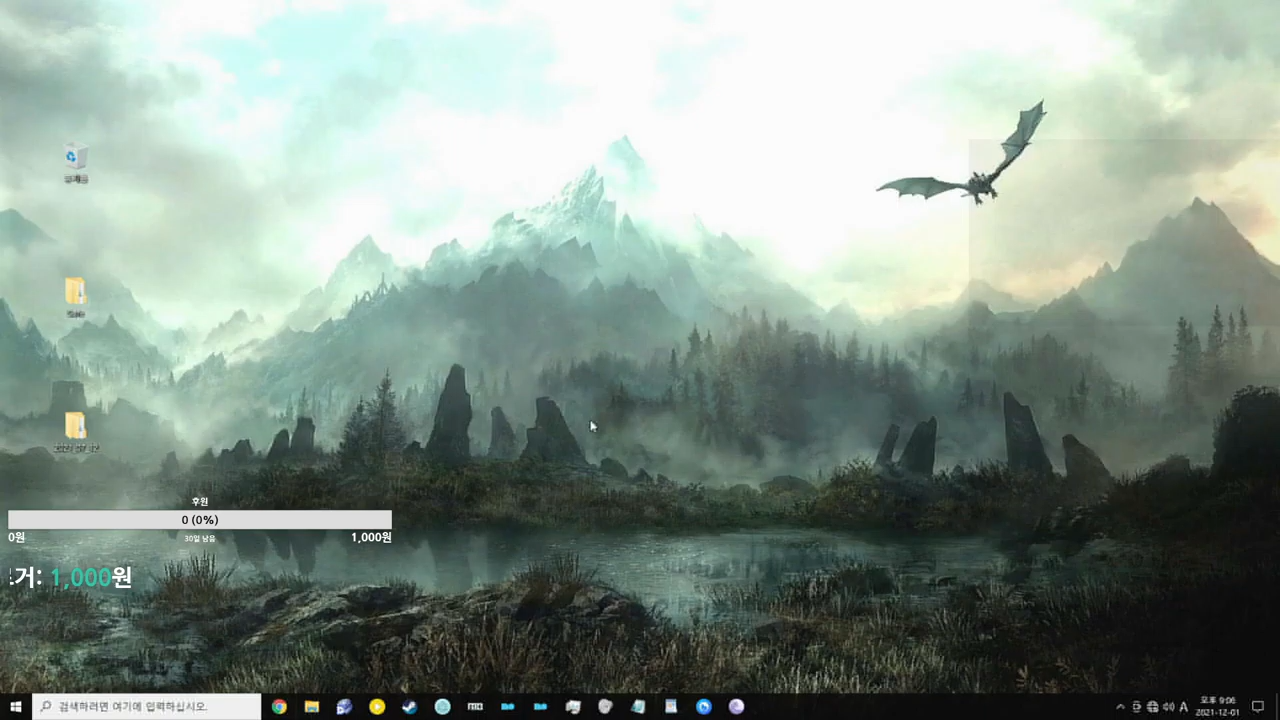 후원
0 (0%)
0원
30일 남음
1,000원
거: 1,000원
검색하려면 여기에 입력하십시오.
A
오후 9:06
2021-12-01